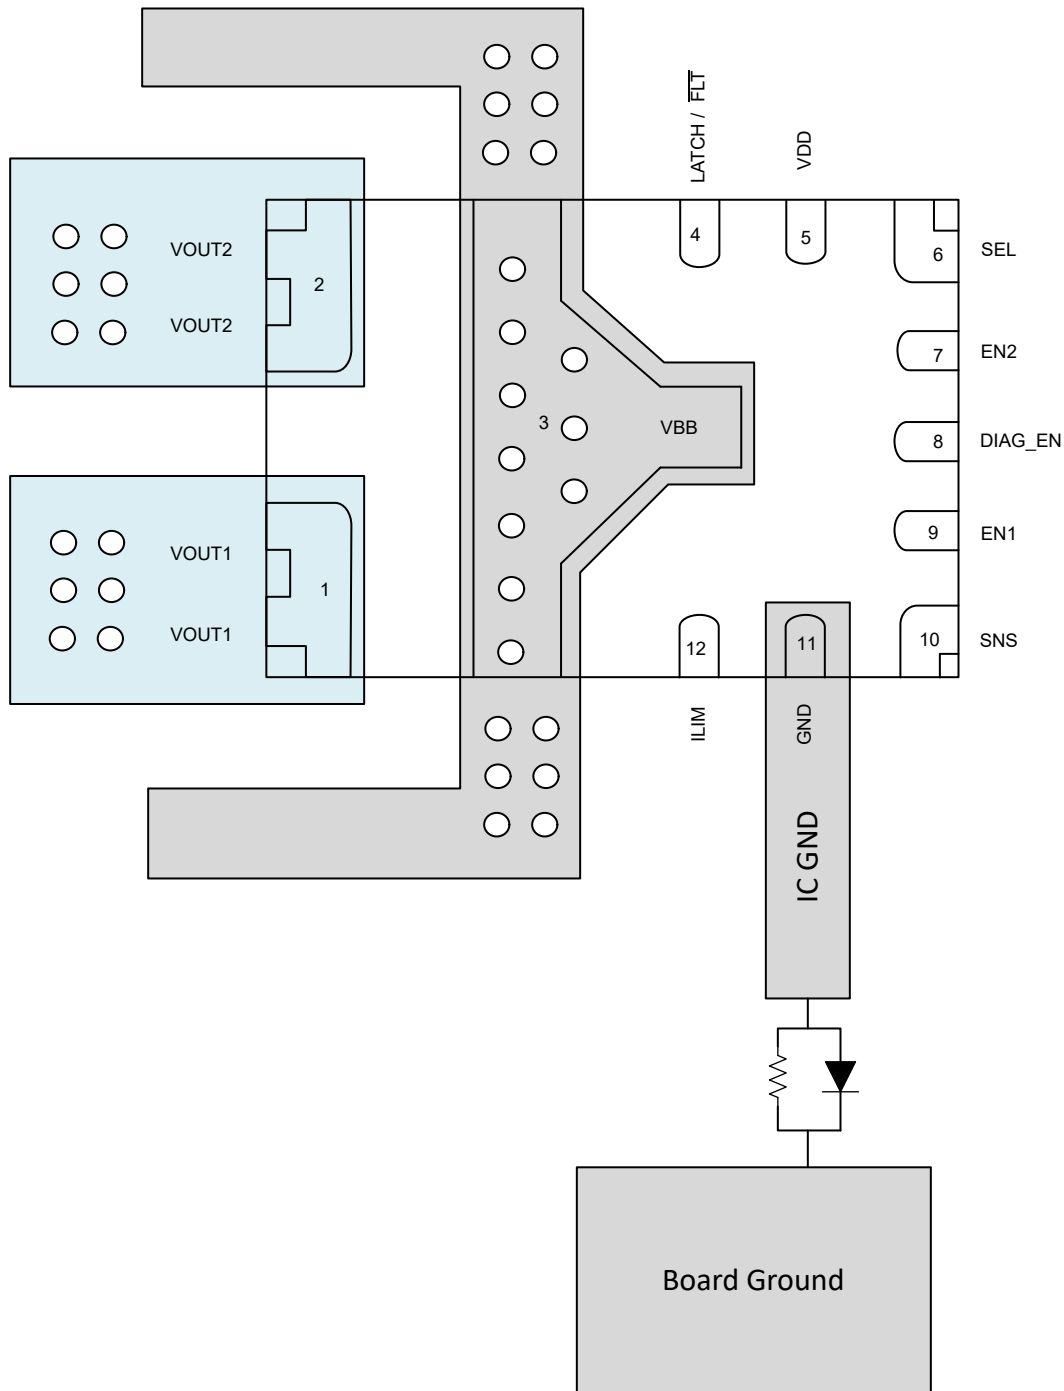 LATCH / FLT
VDD
4
5
6
SEL
VOUT2
2
VOUT2
7
EN2
3
VBB
8
DIAG_EN
9
EN1
VOUT1
1
VOUT1
12
11
10
SNS
ILIM
GND
IC GND
Board Ground